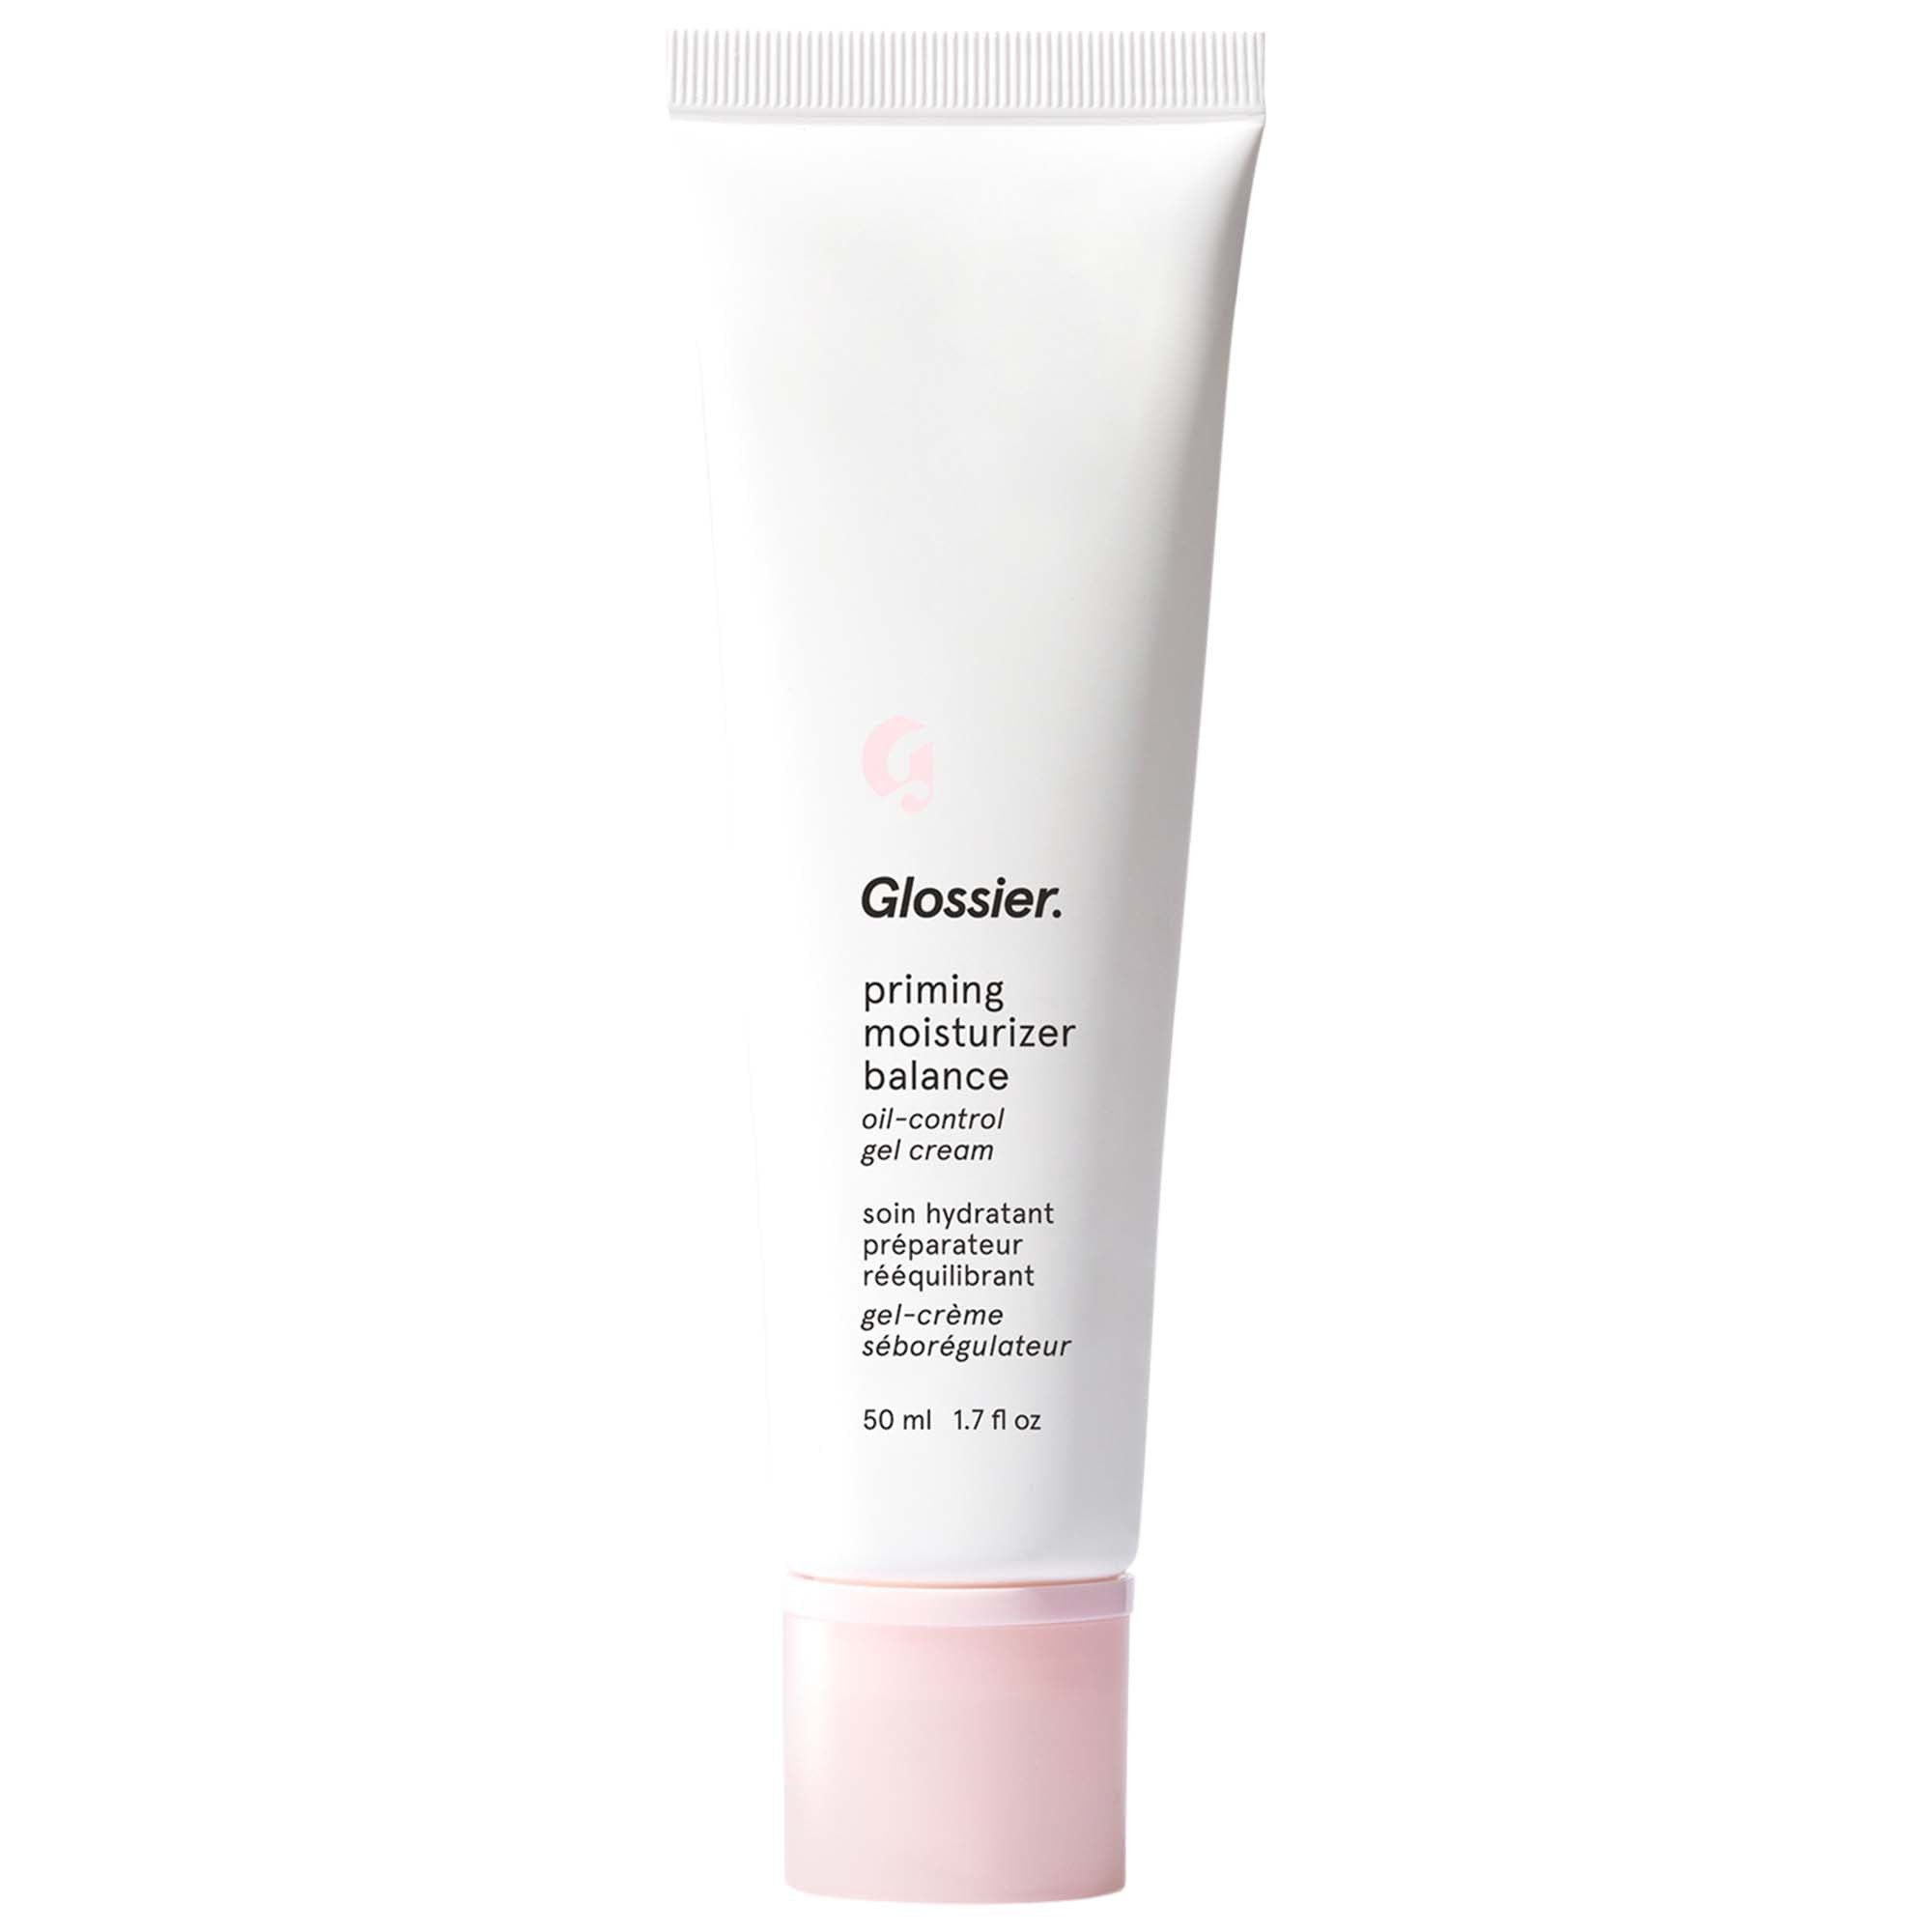 G
Glossier.
priming
moisturizer
balance
oil-control
gel cream
soin hydratant
préparateur
rééquilibrant
gel-crème
séborégulateur
50 ml 1.7 fl oz